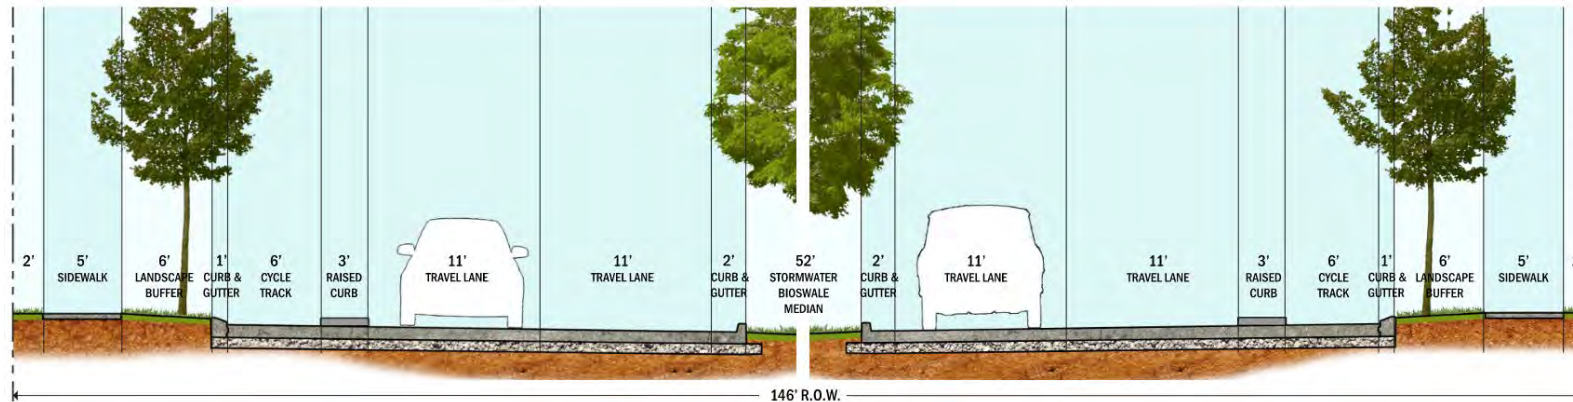 2'
5'
SIDEWALK
6'
LANDSCAPE
BUFFER
1'
CURB &
GUTTER
6'
CYCLE
TRACK
3'
RAISED
CURB
11'
TRAVEL LANE
11'
TRAVEL LANE
2'
CURB &
GUTTER
52'
STORMWATER
BIOSWALE
MEDIAN
2'
CURB &
GUTTER
11'
TRAVEL LANE
11'
TRAVEL LANE
3'
RAISED
CURB
6'
CYCLE
TRACK
1'
CURB &
GUTTER
6'
LANDSCAPE
BUFFER
5'
SIDEWALK
146' R.O.W.